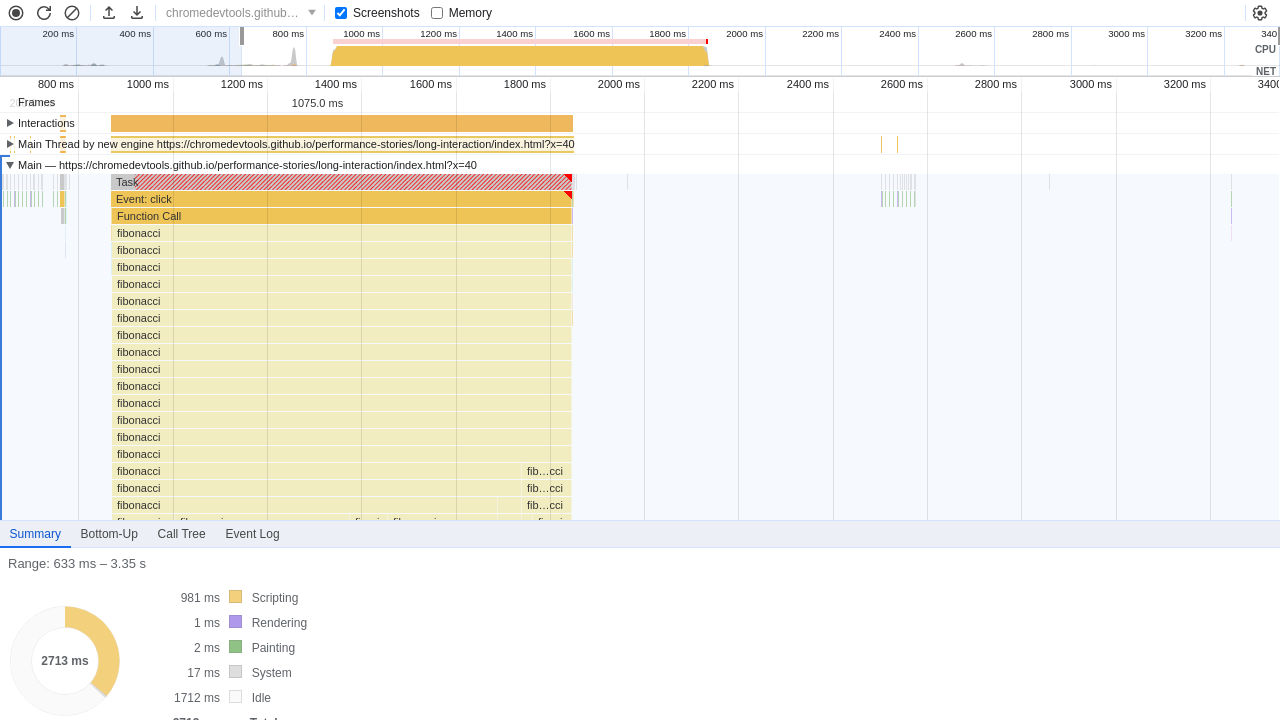 chromedevtools.github… Screenshots Memory
200 ms 400 ms 600 ms 800 ms 1000 ms 1200 ms 1400 ms 1600 ms 1800 ms 2000 ms 2200 ms 2400 ms 2600 ms 2800 ms 3000 ms 3200 ms 340
CPU
NET
800 ms 1000 ms 1200 ms 1400 ms 1600 ms 1800 ms 2000 ms 2200 ms 2400 ms 2600 ms 2800 ms 3000 ms 3200 ms 3400
Frames 1075.0 ms
Interactions
Main Thread by new engine https://chromedevtools.github.io/performance-stories/long-interaction/index.html?x=40
Main — https://chromedevtools.github.io/performance-stories/long-interaction/index.html?x=40
Task
Event: click
Function Call
fibonacci
fibonacci
fibonacci
fibonacci
fibonacci
fibonacci
fibonacci
fibonacci
fibonacci
fibonacci
fibonacci
fibonacci
fibonacci
fibonacci
fibonacci fib…cci
fibonacci fib…cci
fibonacci fib…cci
Summary Bottom-Up Call Tree Event Log
Range: 633 ms – 3.35 s
981 ms Scripting
1 ms Rendering
2 ms Painting
2713 ms
17 ms System
1712 ms Idle